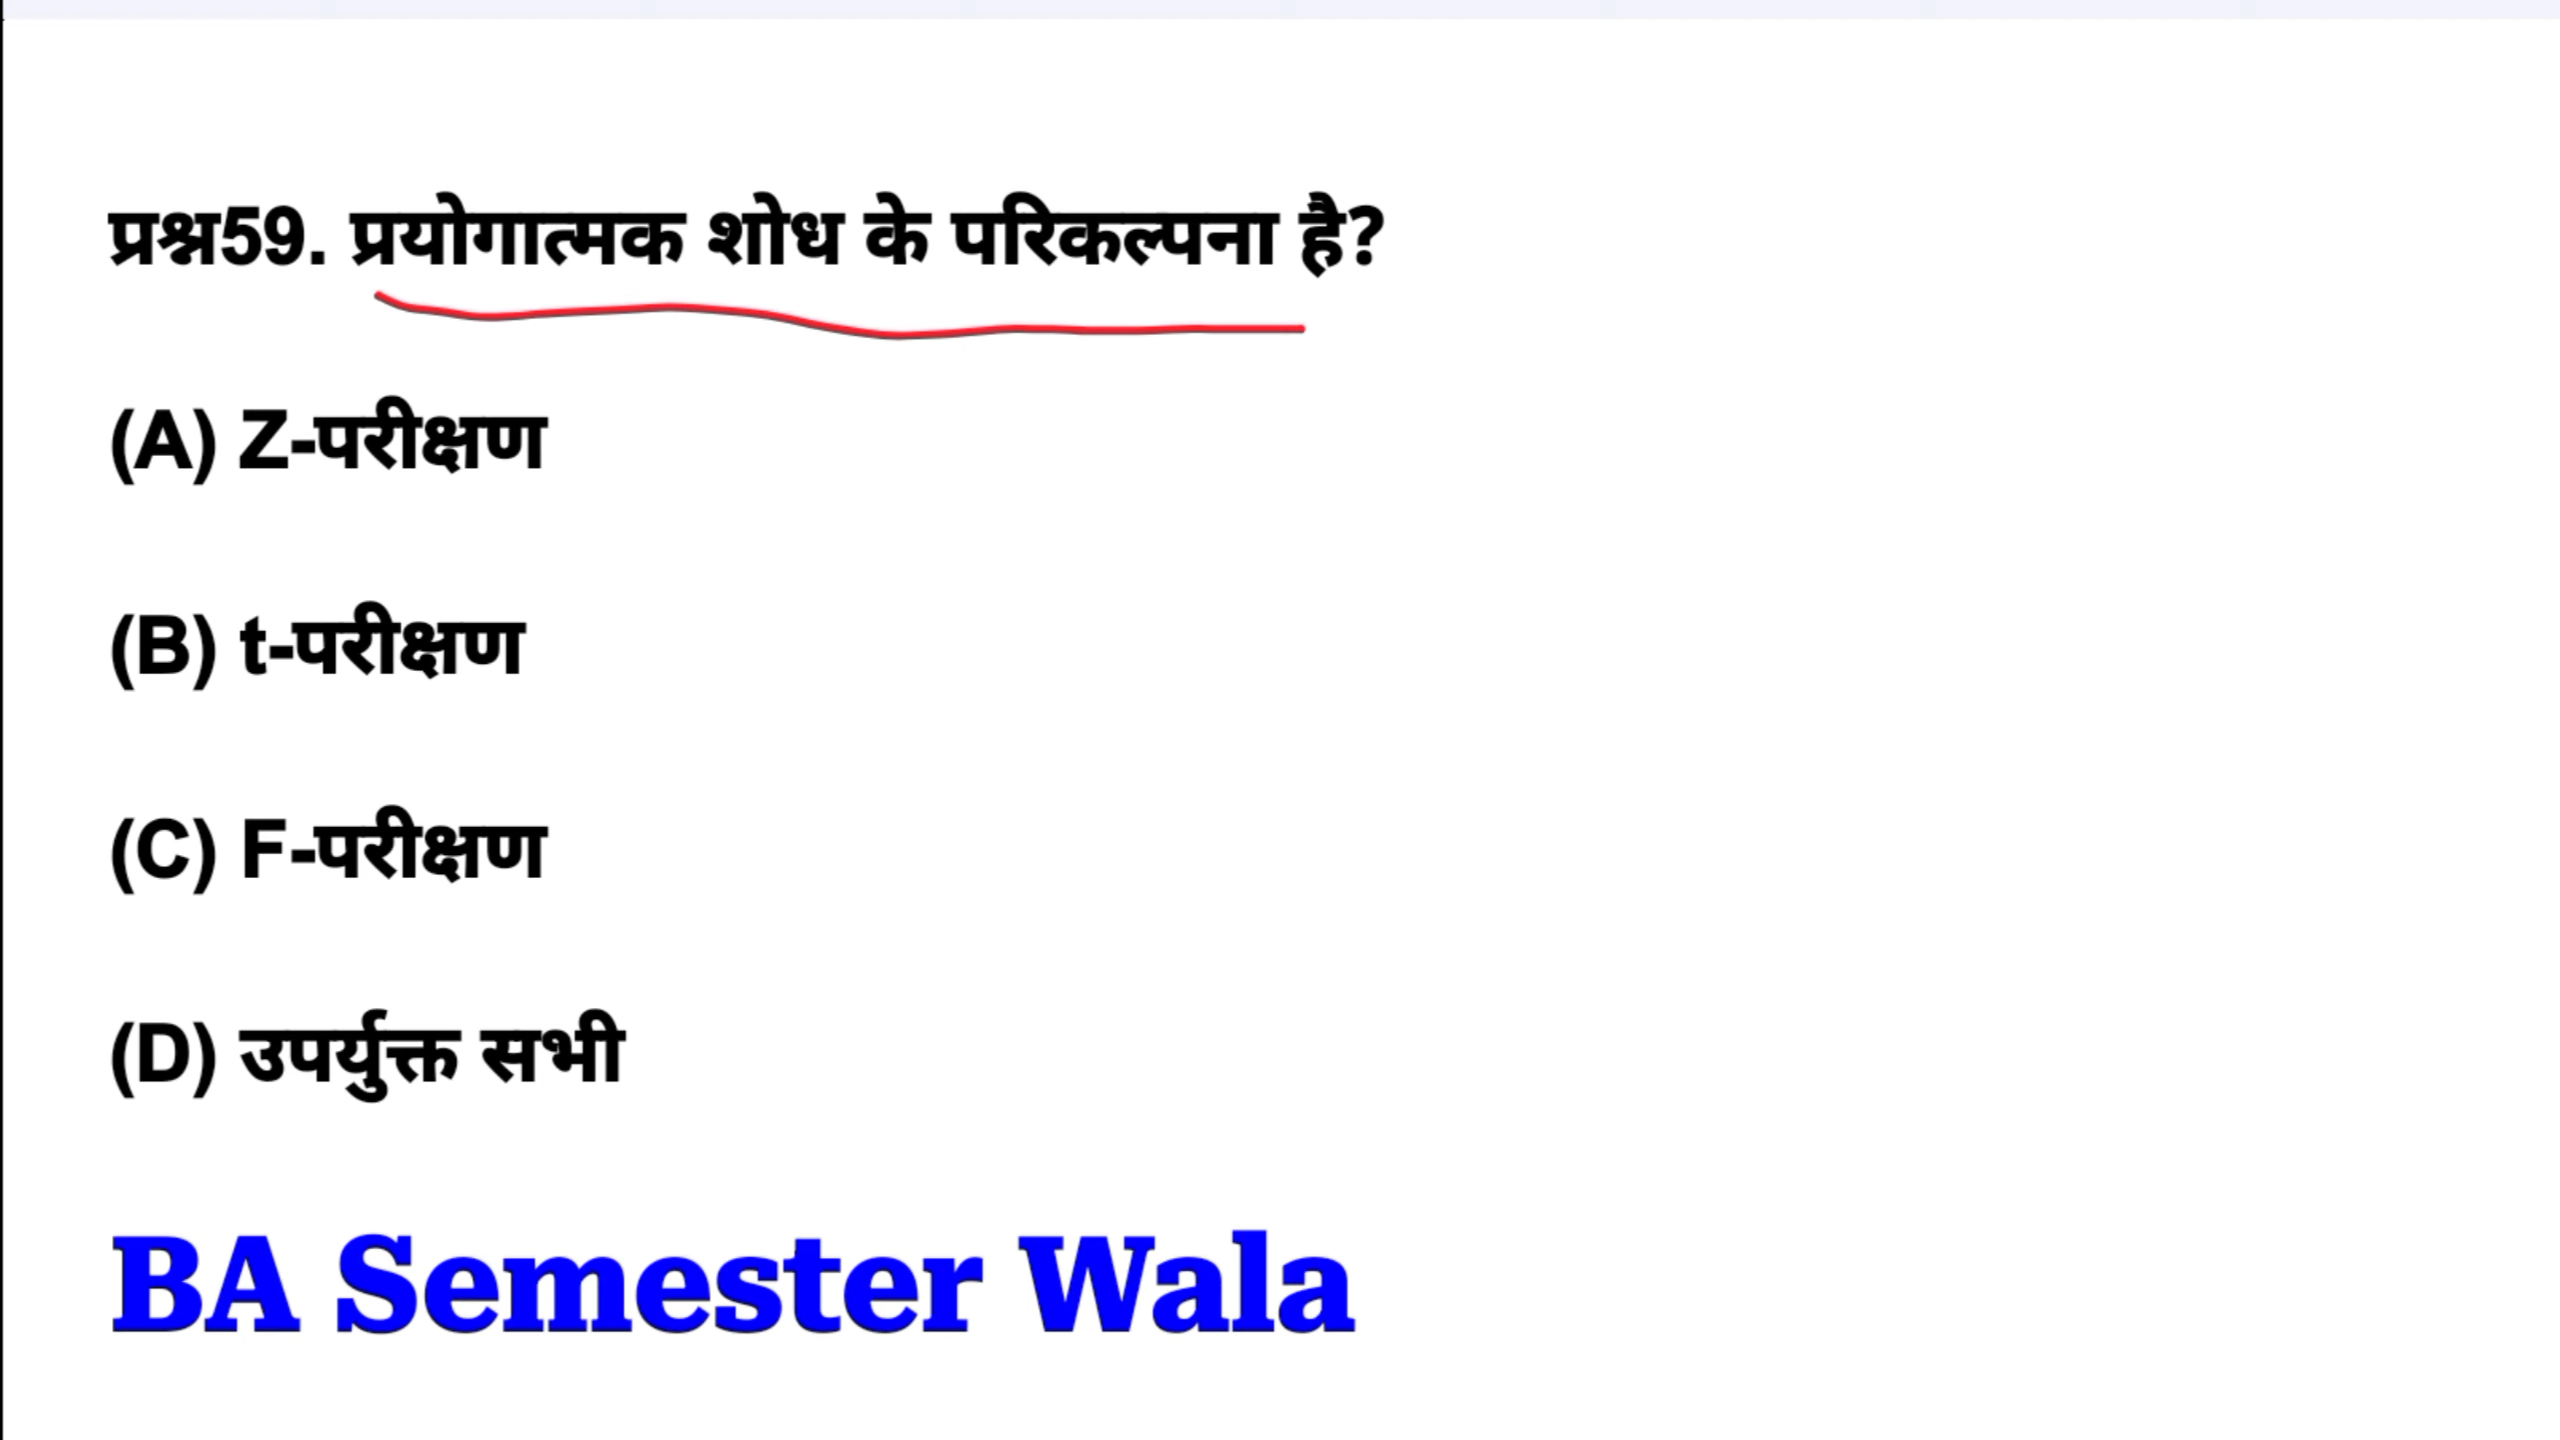 प्रश्न59. प्रयोगात्मक शोध के परिकल्पना है?
(A) Z-परीक्षण
(B) t-परीक्षण
(C) F-परीक्षण
(D) उपर्युक्त सभी
BA Semester Wala